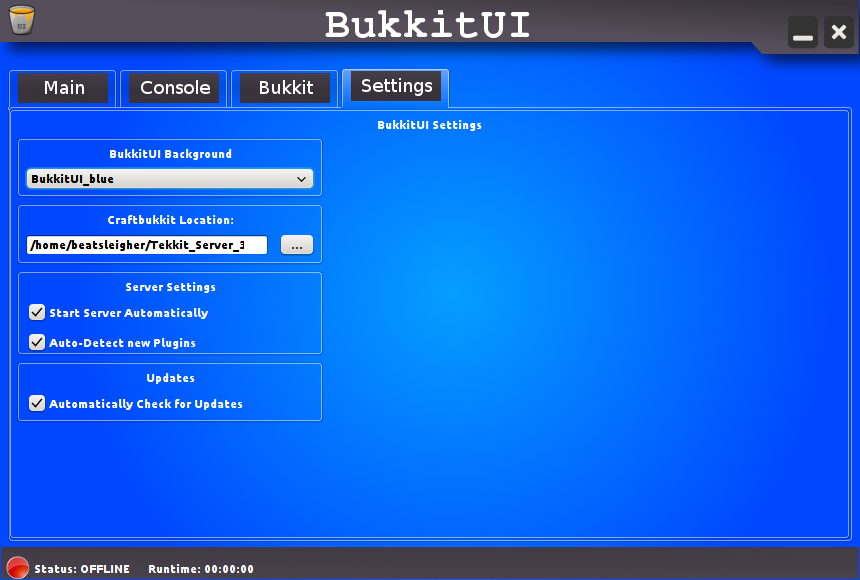 UI
BukkitUI
Main
Console
Bukkit
Settings
BukkitUI Settings
BukkitUI Background
BukkitUI_blue
Craftbukkit Location:
/home/beatsleigher/Tekkit_Server_3
...
Server Settings
Start Server Automatically
Auto-Detect new Plugins
Updates
Automatically Check for Updates
Status: OFFLINE Runtime: 00:00:00